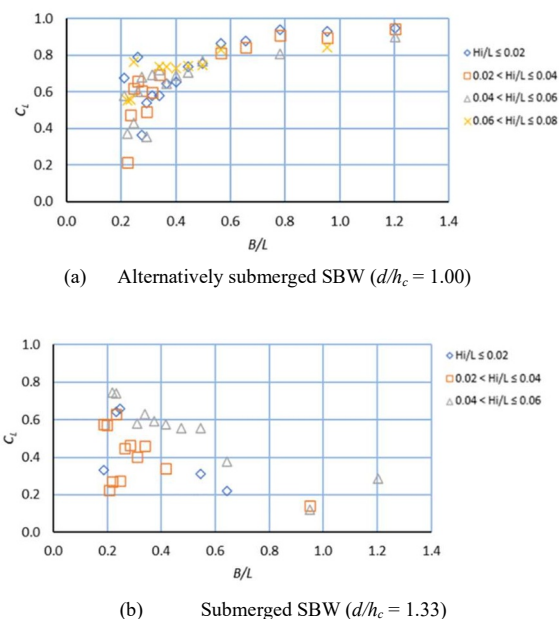 1.0
0.8
0.6
0.4
0.2
0.0
C_L
0.0 0.2 0.4 0.6 0.8 1.0 1.2 1.4
B/L
Hi/L ≤ 0.02
0.02 < Hi/L ≤ 0.04
0.04 < Hi/L ≤ 0.06
0.06 < Hi/L ≤ 0.08
(a) Alternatively submerged SBW (d/h_c = 1.00)
1.0
0.8
0.6
0.4
0.2
0.0
C_L
0.0 0.2 0.4 0.6 0.8 1.0 1.2 1.4
B/L
Hi/L ≤ 0.02
0.02 < Hi/L ≤ 0.04
0.04 < Hi/L ≤ 0.06
(b) Submerged SBW (d/h_c = 1.33)